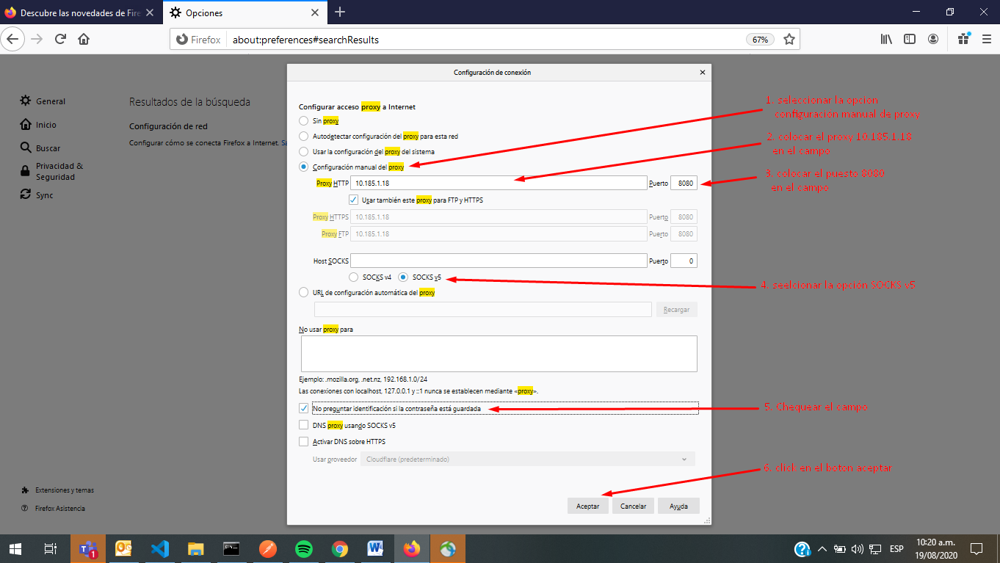 Descubre las novedades de Fire
Opciones
Firefox
about:preferences#searchResults
67%
General
Inicio
Buscar
Privacidad &
Seguridad
Sync
Extensiones y temas
Firefox Asistencia
Resultados de la búsqueda
Configuración de red
Configurar cómo se conecta Firefox a Internet. Sa
Configuración de conexión
Configurar acceso proxy a Internet
Sin proxy
Autodetectar configuración del proxy para esta red
Usar la configuración del proxy del sistema
Configuración manual del proxy
Proxy HTTP 10.185.1.18 Puerto 8080
Usar también este proxy para FTP y HTTPS
Proxy HTTPS 10.185.1.18 Puerto 8080
Proxy FTP 10.185.1.18 Puerto 8080
Host SOCKS Puerto 0
SOCKS v4 SOCKS v5
URL de configuración automática del proxy
Recargar
No usar proxy para
Ejemplo: .mozilla.org, .net.nz, 192.168.1.0/24
Las conexiones con localhost, 127.0.0.1 y ::1 nunca se establecen mediante «proxy».
No preguntar identificación si la contraseña está guardada
DNS proxy usando SOCKS v5
Activar DNS sobre HTTPS
Usar proveedor Cloudflare (predeterminado)
Aceptar Cancelar Ayuda
1. seleccionar la opción
configuración manual de proxy
2. colocar el proxy 10.185.1.18
en el campo
3. colocar el puesto 8080
en el campo
4. seelcionar la opción SOCKS v5
5. Chequear el campo
6. click en el botón aceptar
1
ESP
10:20 a.m.
19/08/2020